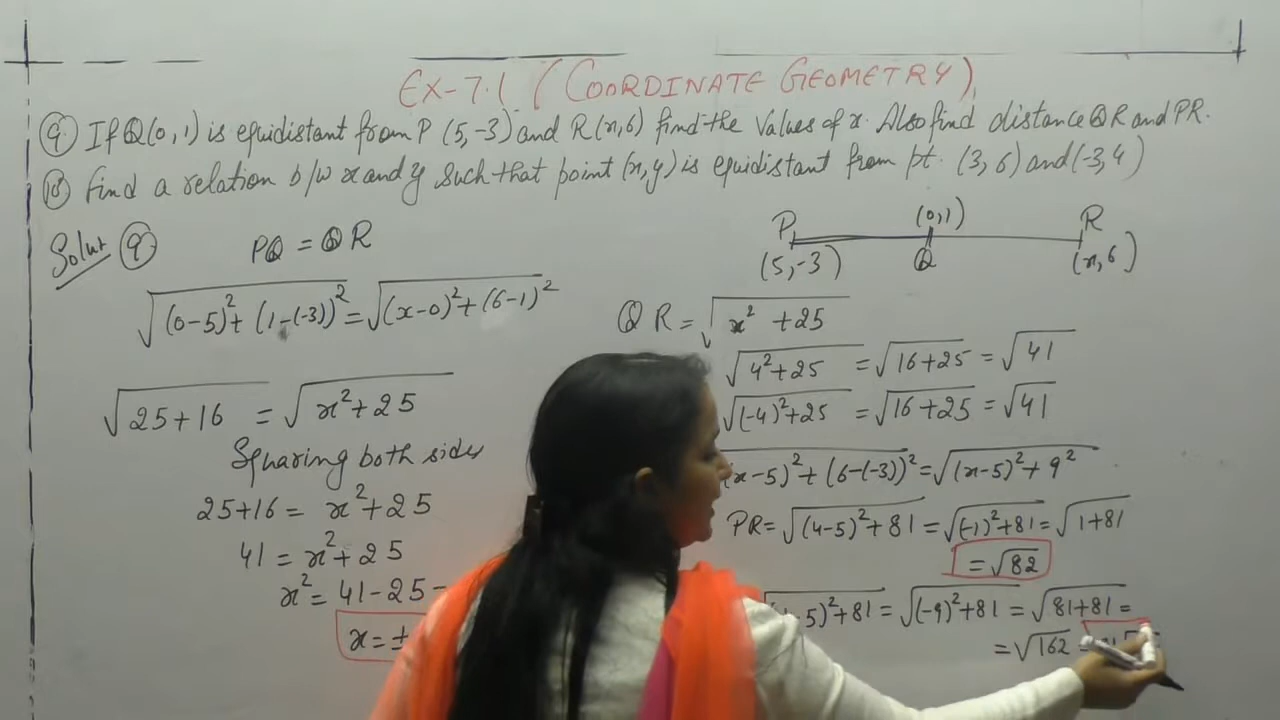 EX-7.1 (COORDINATE GEOMETRY)
9. If Q(0,1) is equidistant from P (5,-3) and R(x,6) find the values of x. Also find distance QR and PR.
10. Find a relation b/w x and y such that point (x,y) is equidistant from pt. (3,6) and (-3,4)
Solut 9
PQ = QR
√((0-5)²+(1-(-3))²) = √((x-0)²+(6-1)²)
√(25+16) = √(x²+25)
Squaring both sides
25+16 = x²+25
41 = x²+25
x² = 41-25
x = ±
P (0,1) R
(5,-3) Q (x,6)
QR = √(x²+25)
√(4²+25) = √(16+25) = √41
√((-4)²+25) = √(16+25) = √41
(x-5)²+(6-(-3))² = √((x-5)²+9²)
PR = √((4-5)²+81) = √((-1)²+81) = √(1+81)
= √82
-5)²+81 = √((-9)²+81) = √(81+81) =
= √162